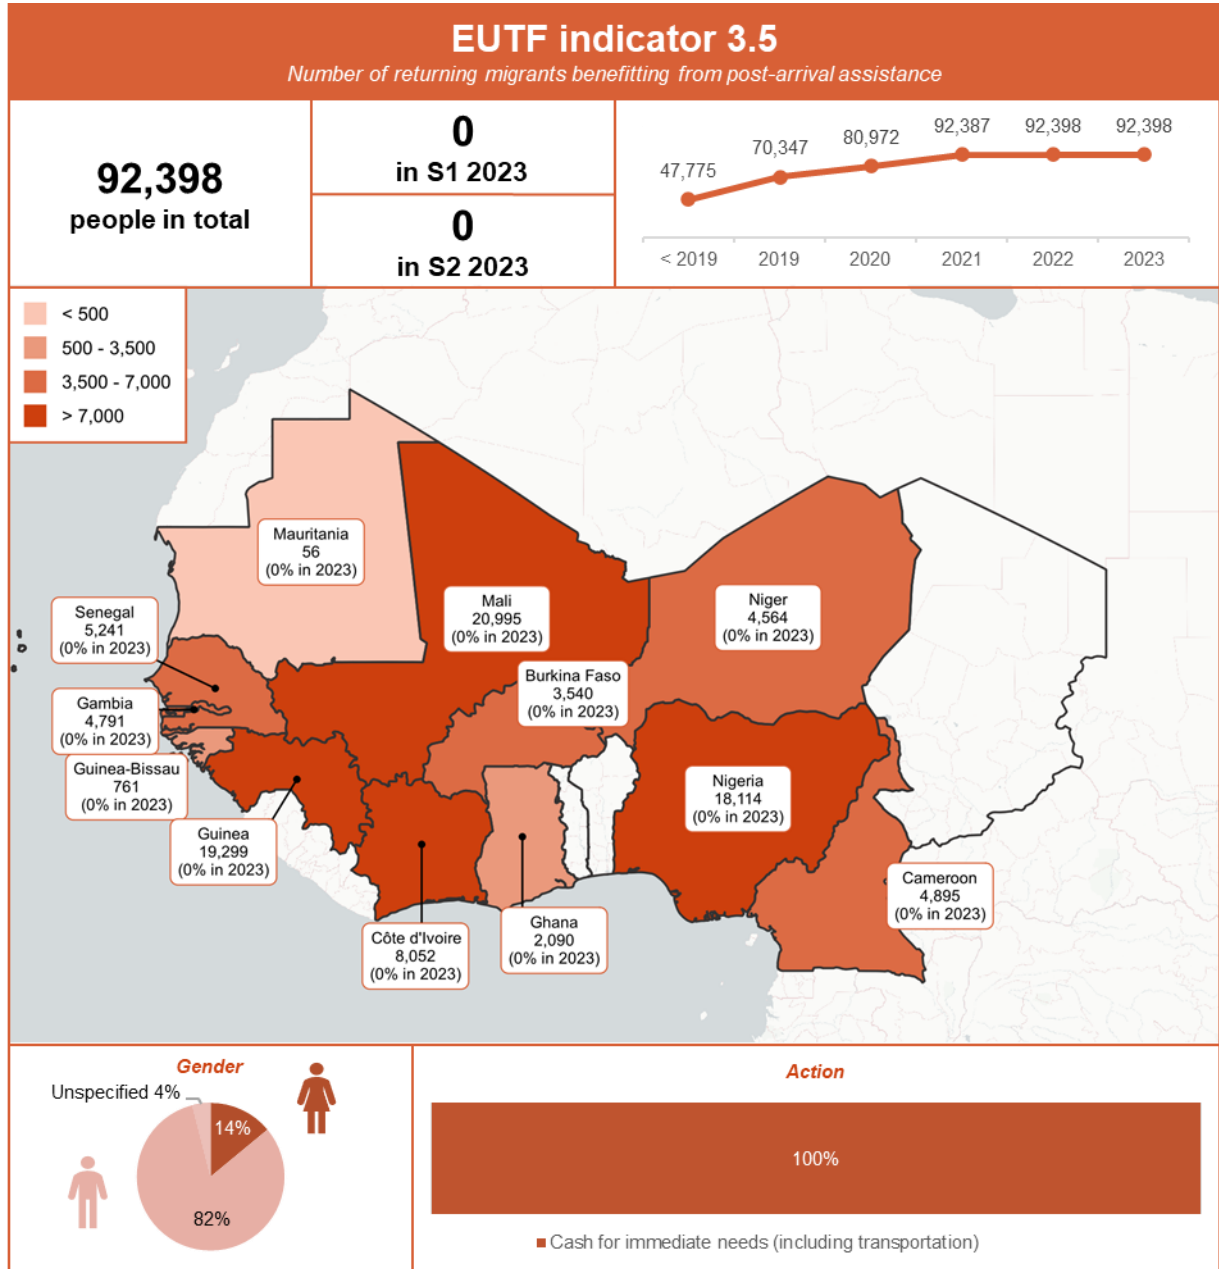 EUTF indicator 3.5
Number of returning migrants benefitting from post-arrival assistance
92,398
people in total
0
in S1 2023
0
in S2 2023
47,775
70,347
80,972
92,387
92,398
92,398
< 2019
2019
2020
2021
2022
2023
< 500
500 - 3,500
3,500 - 7,000
> 7,000
Mauritania
56
(0% in 2023)
Mali
20,995
(0% in 2023)
Niger
4,564
(0% in 2023)
Senegal
5,241
(0% in 2023)
Burkina Faso
3,540
(0% in 2023)
Gambia
4,791
(0% in 2023)
Guinea-Bissau
761
(0% in 2023)
Nigeria
18,114
(0% in 2023)
Guinea
19,299
(0% in 2023)
Cameroon
4,895
(0% in 2023)
Côte d'Ivoire
8,052
(0% in 2023)
Ghana
2,090
(0% in 2023)
Gender
Unspecified 4%
14%
82%
Action
100%
Cash for immediate needs (including transportation)